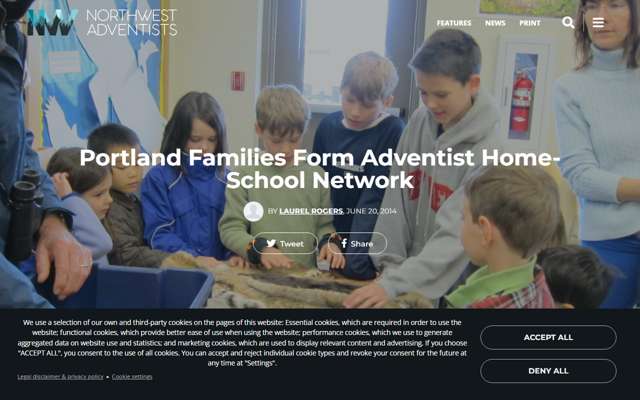 NORTHWEST
ADVENTISTS
FEATURES NEWS PRINT
Portland Families Form Adventist Home-
School Network
BY LAUREL ROGERS, JUNE 20, 2014
Tweet Share
We use a selection of our own and third-party cookies on the pages of this website: Essential cookies, which are required in order to use the
website; functional cookies, which provide better ease of use when using the website; performance cookies, which we use to generate
aggregated data on website use and statistics; and marketing cookies, which are used to display relevant content and advertising. If you choose
"ACCEPT ALL", you consent to the use of all cookies. You can accept and reject individual cookie types and revoke your consent for the future at
any time at "Settings".
Legal disclaimer & privacy policy • Cookie settings
ACCEPT ALL
DENY ALL